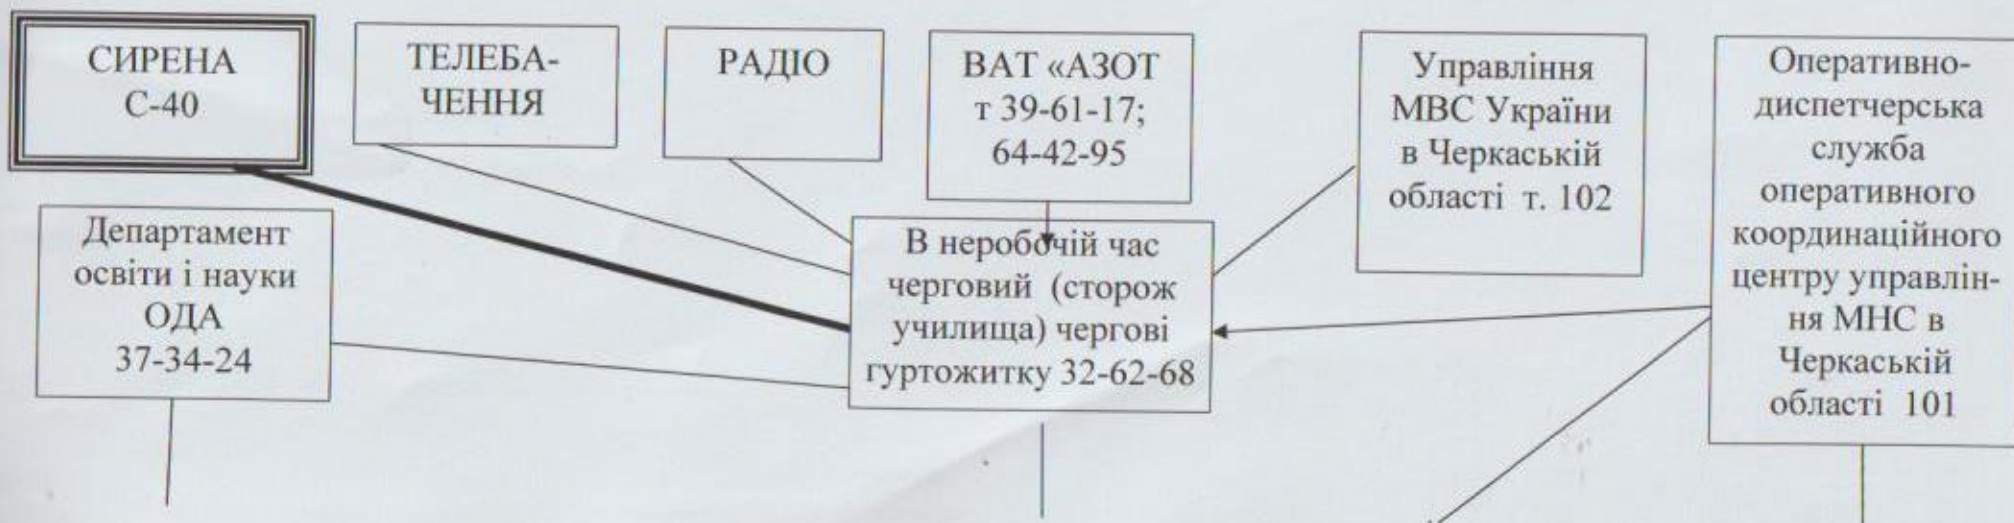 СИРЕНА
С-40
ТЕЛЕБА-
ЧЕННЯ
РАДІО
ВАТ «АЗОТ
т 39-61-17;
64-42-95
Управління
МВС України
в Черкаській
області т. 102
Оперативно-
диспетчерська
служба
оперативного
координаційного
центру управлін-
ня МНС в
Черкаській
області 101
Департамент
освіти і науки
ОДА
37-34-24
В неробочій час
черговий (сторож
училища) чергові
гуртожитку 32-62-68